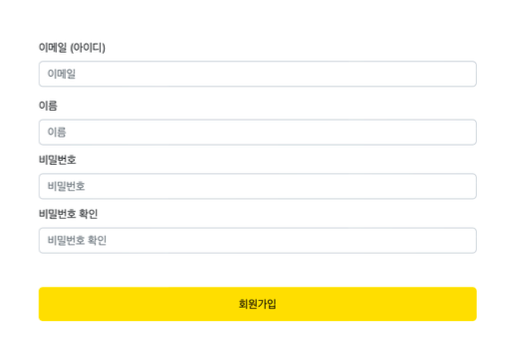 이메일 (아이디)
이메일
이름
이름
비밀번호
비밀번호
비밀번호 확인
비밀번호 확인
회원가입